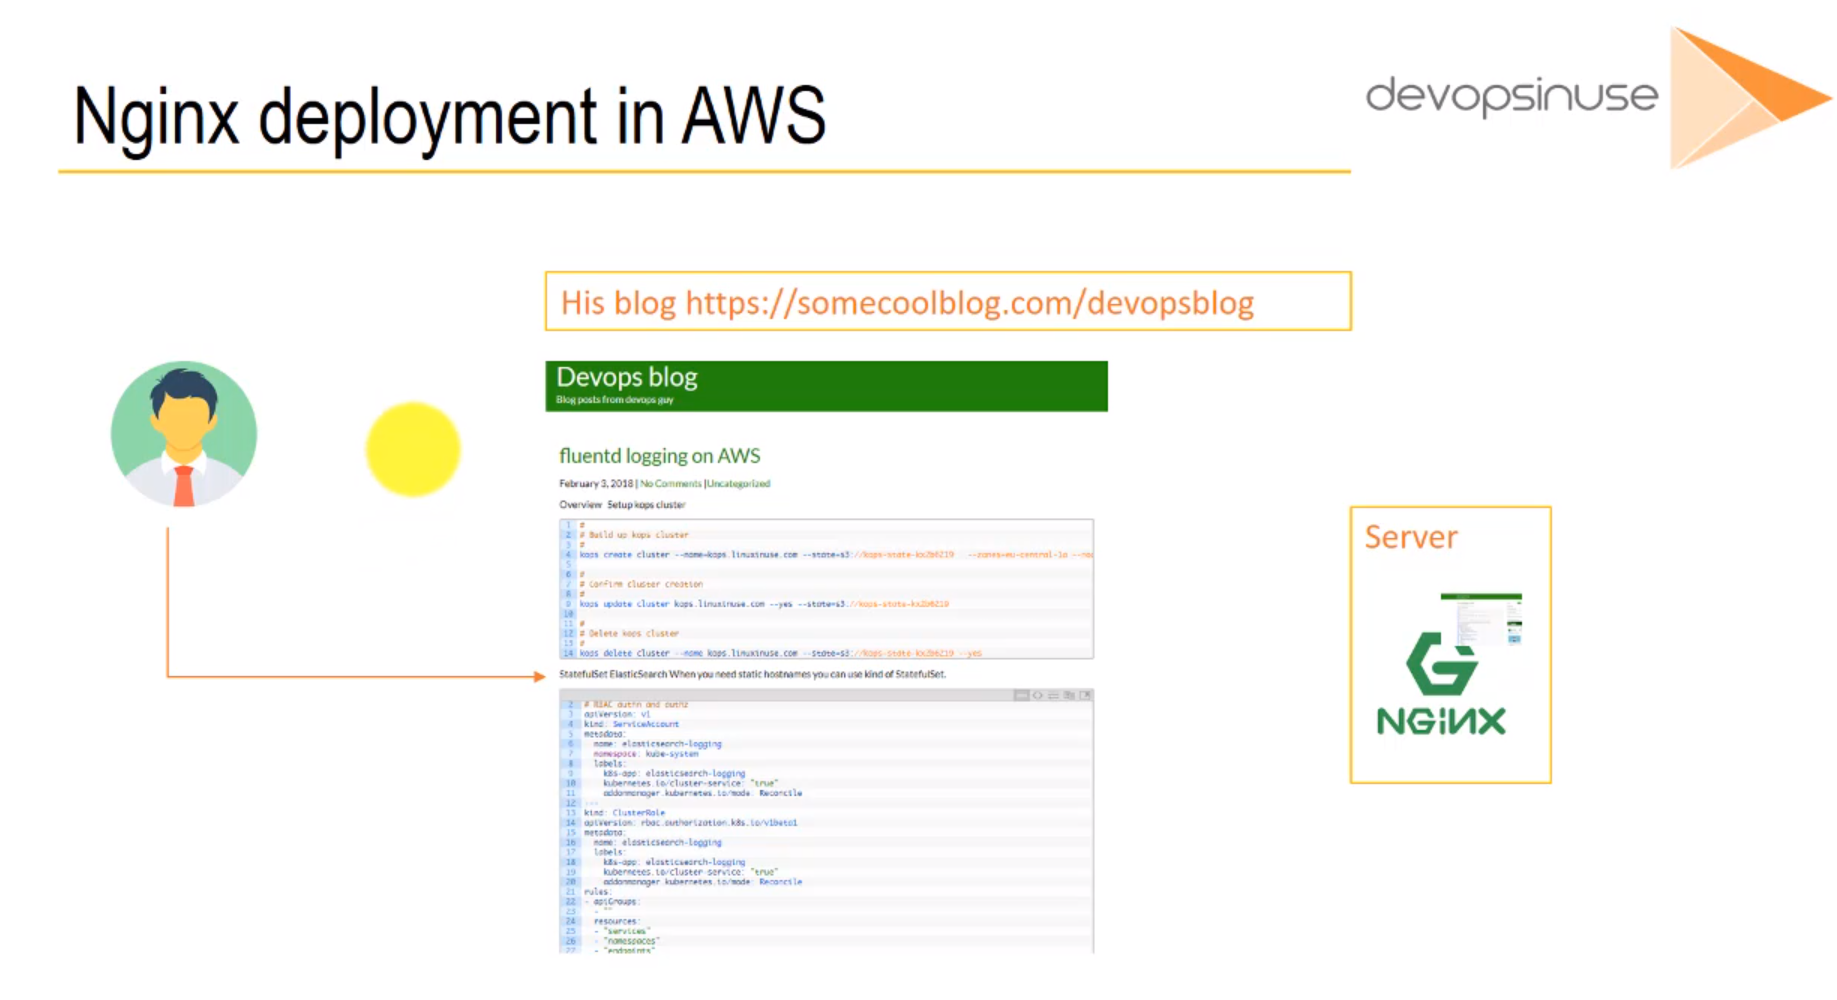 Nginx deployment in AWS
devopsinuse
His blog https://somecoolblog.com/devopsblog
Devops blog
Blog posts from devops guy
fluentd logging on AWS
February 3, 2018 | No Comments |Uncategorized
Overview Setup kops cluster
1 #
2 # Build up kops cluster
3 #
4 kops create cluster --name=kops.linuxinuse.com --state=s3://kops-state-kx2b6219 --zones=eu-central-1a
5
6 #
7 # Confirm cluster creation
8 #
9 kops update cluster kops.linuxinuse.com --yes --state=s3://kops-state-kx2b6219
10
11 #
12 # Delete kops cluster
13 #
14 kops delete cluster --name kops.linuxinuse.com --state=s3://kops-state-kx2b6219 --yes
StatefulSet ElasticSearch When you need static hostnames you can use kind of StatefulSet.
2 # RBAC authn and authz
3 apiVersion: v1
4 kind: ServiceAccount
5 metadata:
6 name: elasticsearch-logging
7 namespace: kube-system
8 labels:
9 k8s-app: elasticsearch-logging
10 kubernetes.io/cluster-service: "true"
11 addonmanager.kubernetes.io/mode: Reconcile
12 ---
13 kind: ClusterRole
14 apiVersion: rbac.authorization.k8s.io/v1beta1
15 metadata:
16 name: elasticsearch-logging
17 labels:
18 k8s-app: elasticsearch-logging
19 kubernetes.io/cluster-service: "true"
20 addonmanager.kubernetes.io/mode: Reconcile
21 rules:
22 - apiGroups:
23 - ""
24 resources:
25 - "services"
26 - "namespaces"
27 - "endpoints"
Server
NGINX